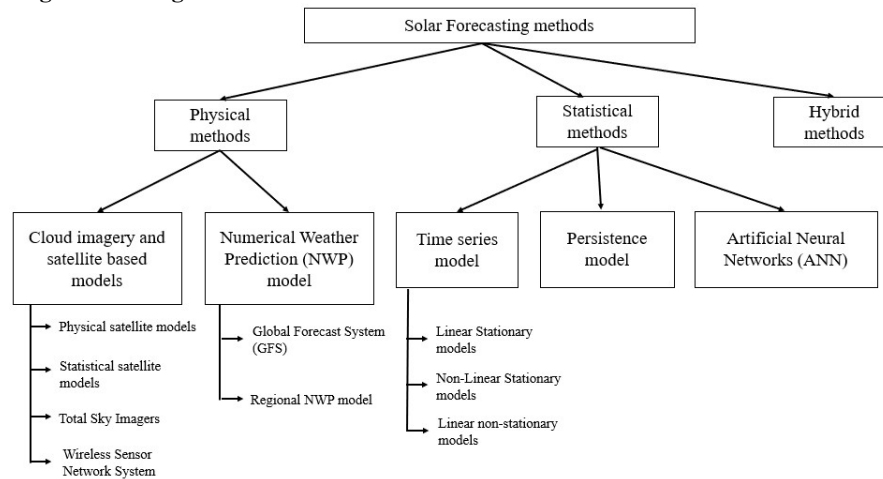 Solar Forecasting methods
Physical
methods
Statistical
methods
Hybrid
methods
Cloud imagery and
satellite based
models
Numerical Weather
Prediction (NWP)
model
Time series
model
Persistence
model
Artificial Neural
Networks (ANN)
Physical satellite models
Statistical satellite
models
Total Sky Imagers
Wireless Sensor
Network System
Global Forecast System
(GFS)
Regional NWP model
Linear Stationary
models
Non-Linear Stationary
models
Linear non-stationary
models